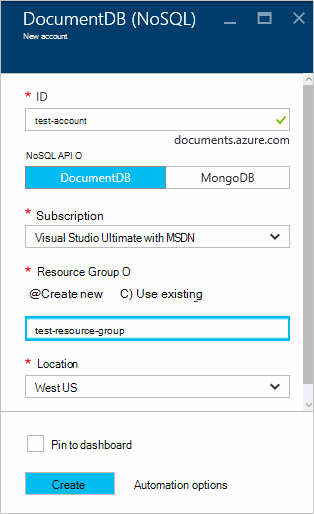 DocumentDB (NoSQL)
New account
* ID
test-account
documents.azure.com
NoSQL API O
DocumentDB MongoDB
* Subscription
Visual Studio Ultimate with MSDN
* Resource Group O
@Create new C) Use existing
test-resource-group
* Location
West US
Pin to dashboard
Create Automation options